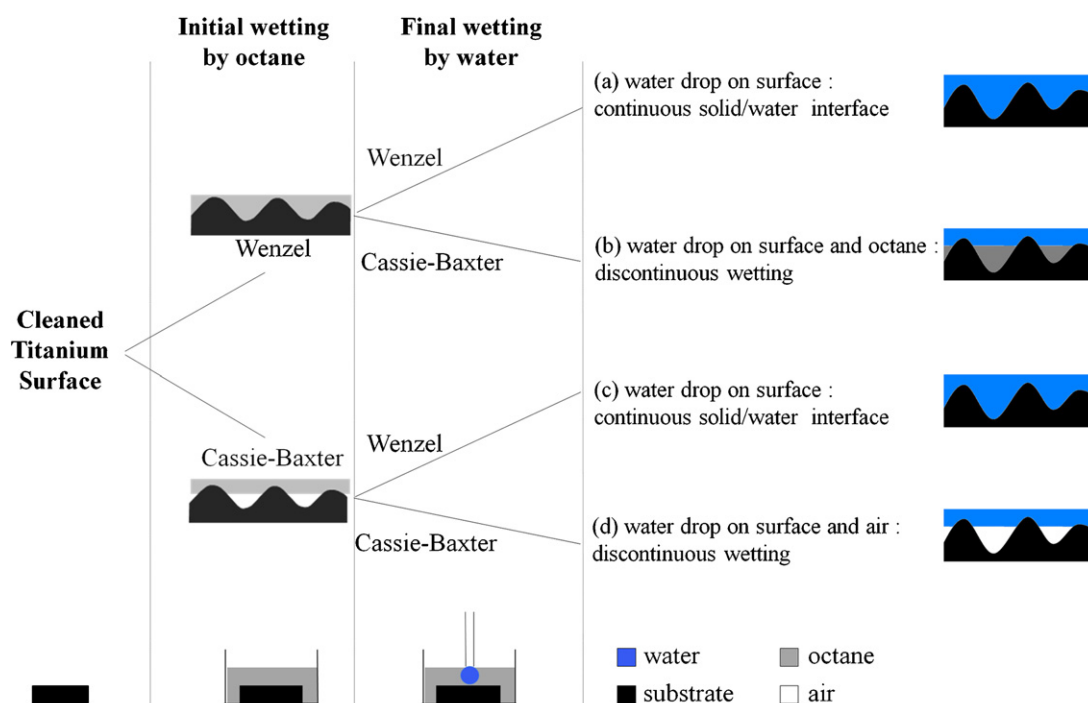 Initial wetting
by octane
Final wetting
by water
(a) water drop on surface :
continuous solid/water interface
Wenzel
Wenzel
Cassie-Baxter
(b) water drop on surface and octane :
discontinuous wetting
Cleaned
Titanium
Surface
(c) water drop on surface :
continuous solid/water interface
Cassie-Baxter
Wenzel
Cassie-Baxter
(d) water drop on surface and air :
discontinuous wetting
water
octane
substrate
air